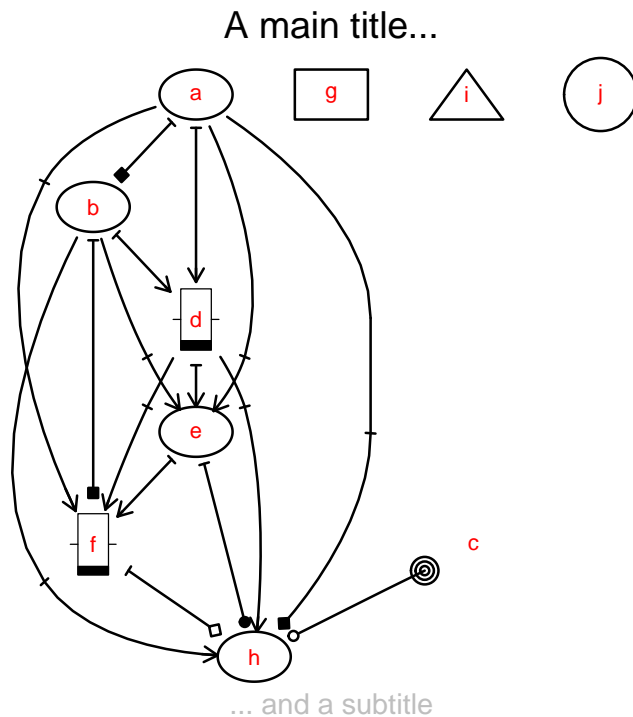 A main title...
a g i j
b
d
e
f c
h
... and a subtitle